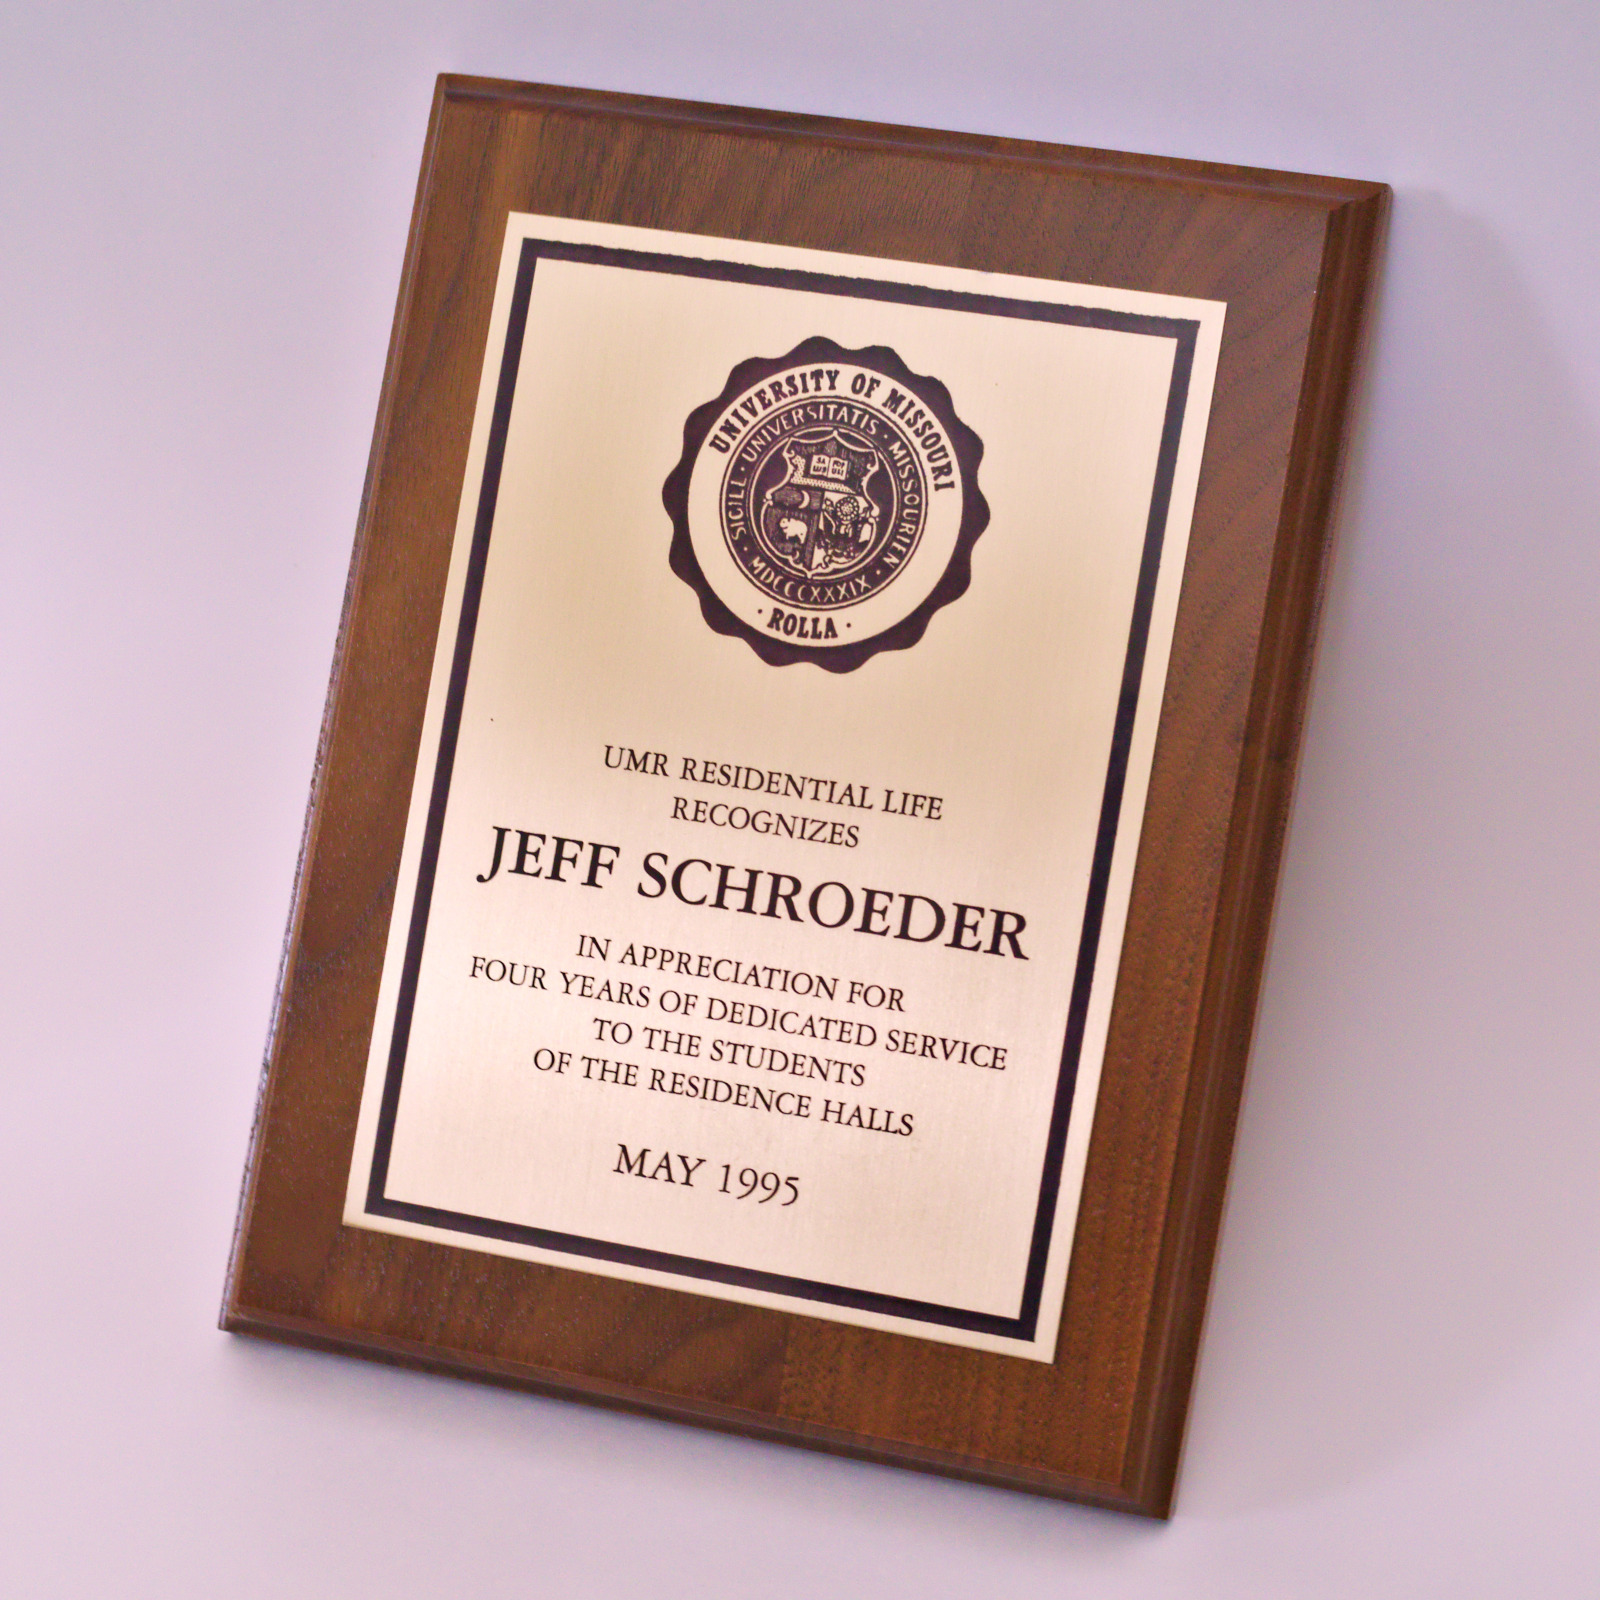 UNIVERSITY OF MISSOURI
SIGILL · UNIVERSITATIS · MISSOURIEN ·
MDCCCXXXIX
· ROLLA ·
UMR RESIDENTIAL LIFE
RECOGNIZES
JEFF SCHROEDER
IN APPRECIATION FOR
FOUR YEARS OF DEDICATED SERVICE
TO THE STUDENTS
OF THE RESIDENCE HALLS
MAY 1995